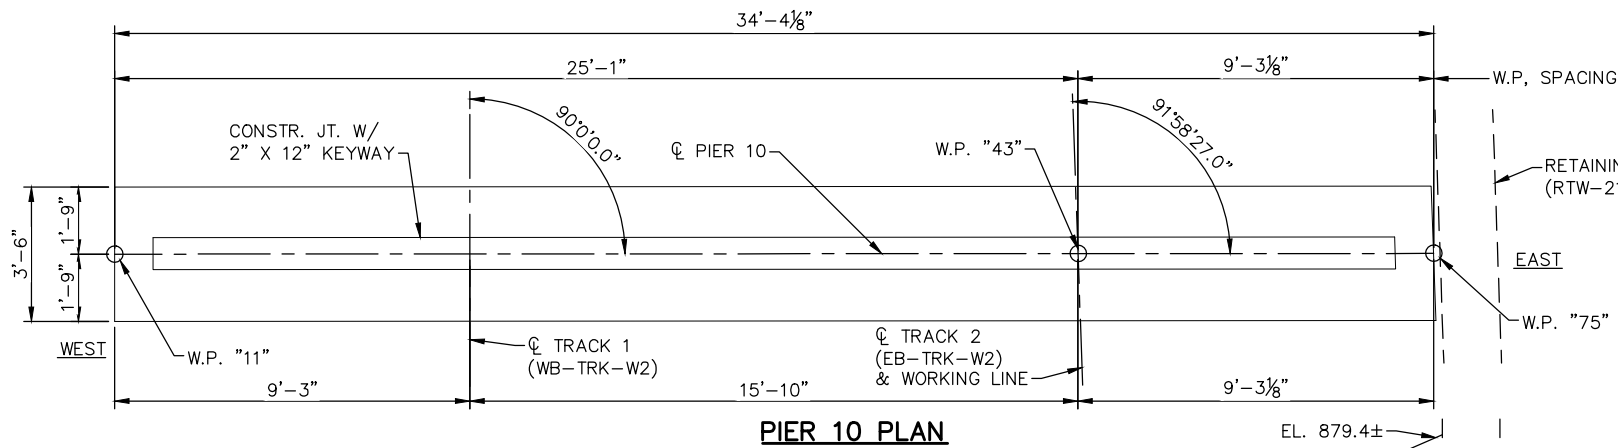 34'-4⅛"
25'-1"
9'-3⅛"
W.P, SPACING
CONSTR. JT. W/
2" X 12" KEYWAY
90°0'0.0"
℄ PIER 10
W.P. "43"
91°58'27.0"
3'-6"
1'-9"
1'-9"
EAST
WEST
W.P. "11"
℄ TRACK 1
(WB-TRK-W2)
℄ TRACK 2
(EB-TRK-W2)
& WORKING LINE
W.P. "75"
9'-3"
15'-10"
9'-3⅛"
PIER 10 PLAN
EL. 879.4±